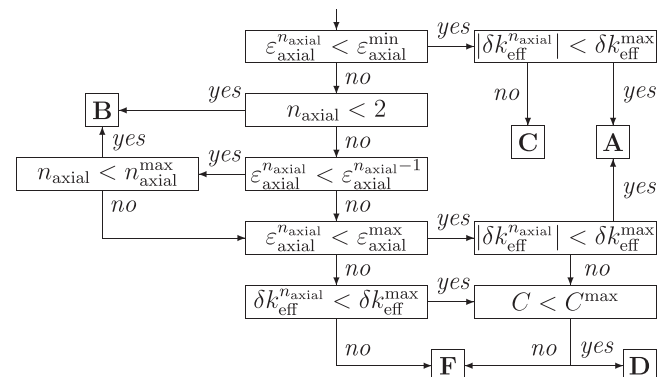 ε_axial^{n_axial} < ε_axial^min
yes
|δk_eff^{n_axial}| < δk_eff^max
no
no
yes
yes
B
n_axial < 2
yes
no
C
A
n_axial < n_axial^max
yes
ε_axial^{n_axial} < ε_axial^{n_axial−1}
no
no
yes
ε_axial^{n_axial} < ε_axial^max
yes
|δk_eff^{n_axial}| < δk_eff^max
no
no
δk_eff^{n_axial} < δk_eff^max
yes
C < C^max
no
no
yes
F
D